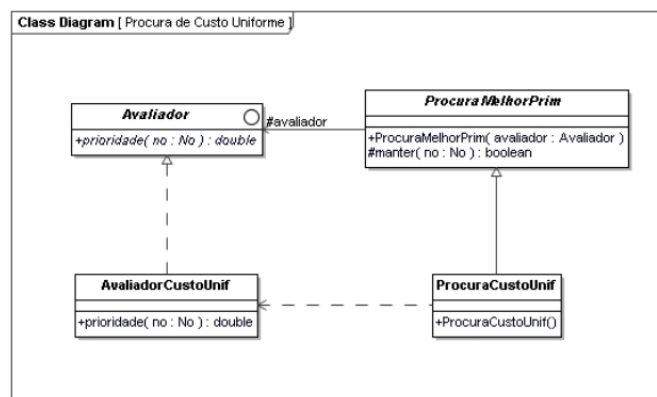 Class Diagram [ Procura de Custo Uniforme ]
Avaliador
+prioridade( no : No ) : double
#avaliador
ProcuraMelhorPrim
+ProcuraMelhorPrim( avaliador : Avaliador )
#manter( no : No ) : boolean
AvaliadorCustoUnif
+prioridade( no : No ) : double
ProcuraCustoUnif
+ProcuraCustoUnif()